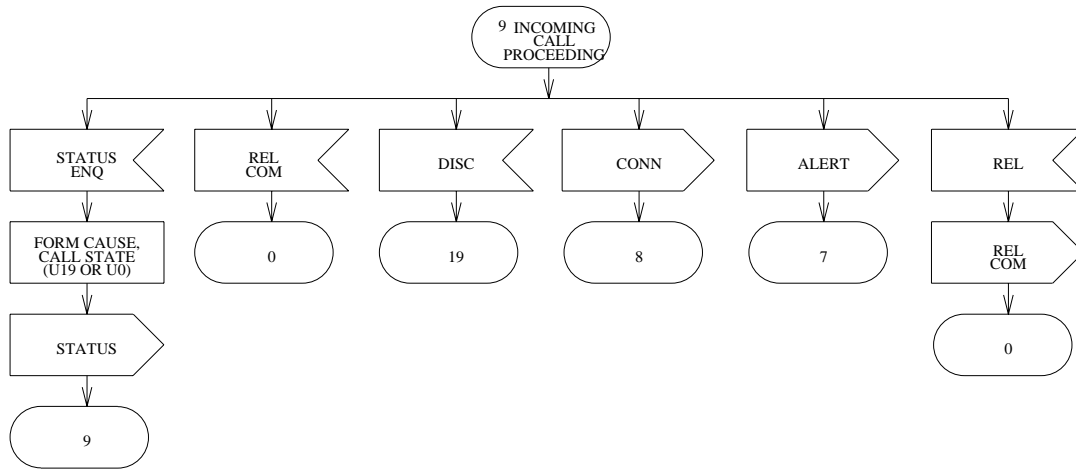 9 INCOMING
CALL
PROCEEDING
STATUS
ENQ
REL
COM
DISC
CONN
ALERT
REL
FORM CAUSE,
CALL STATE
(U19 OR U0)
0
19
8
7
REL
COM
STATUS
0
9